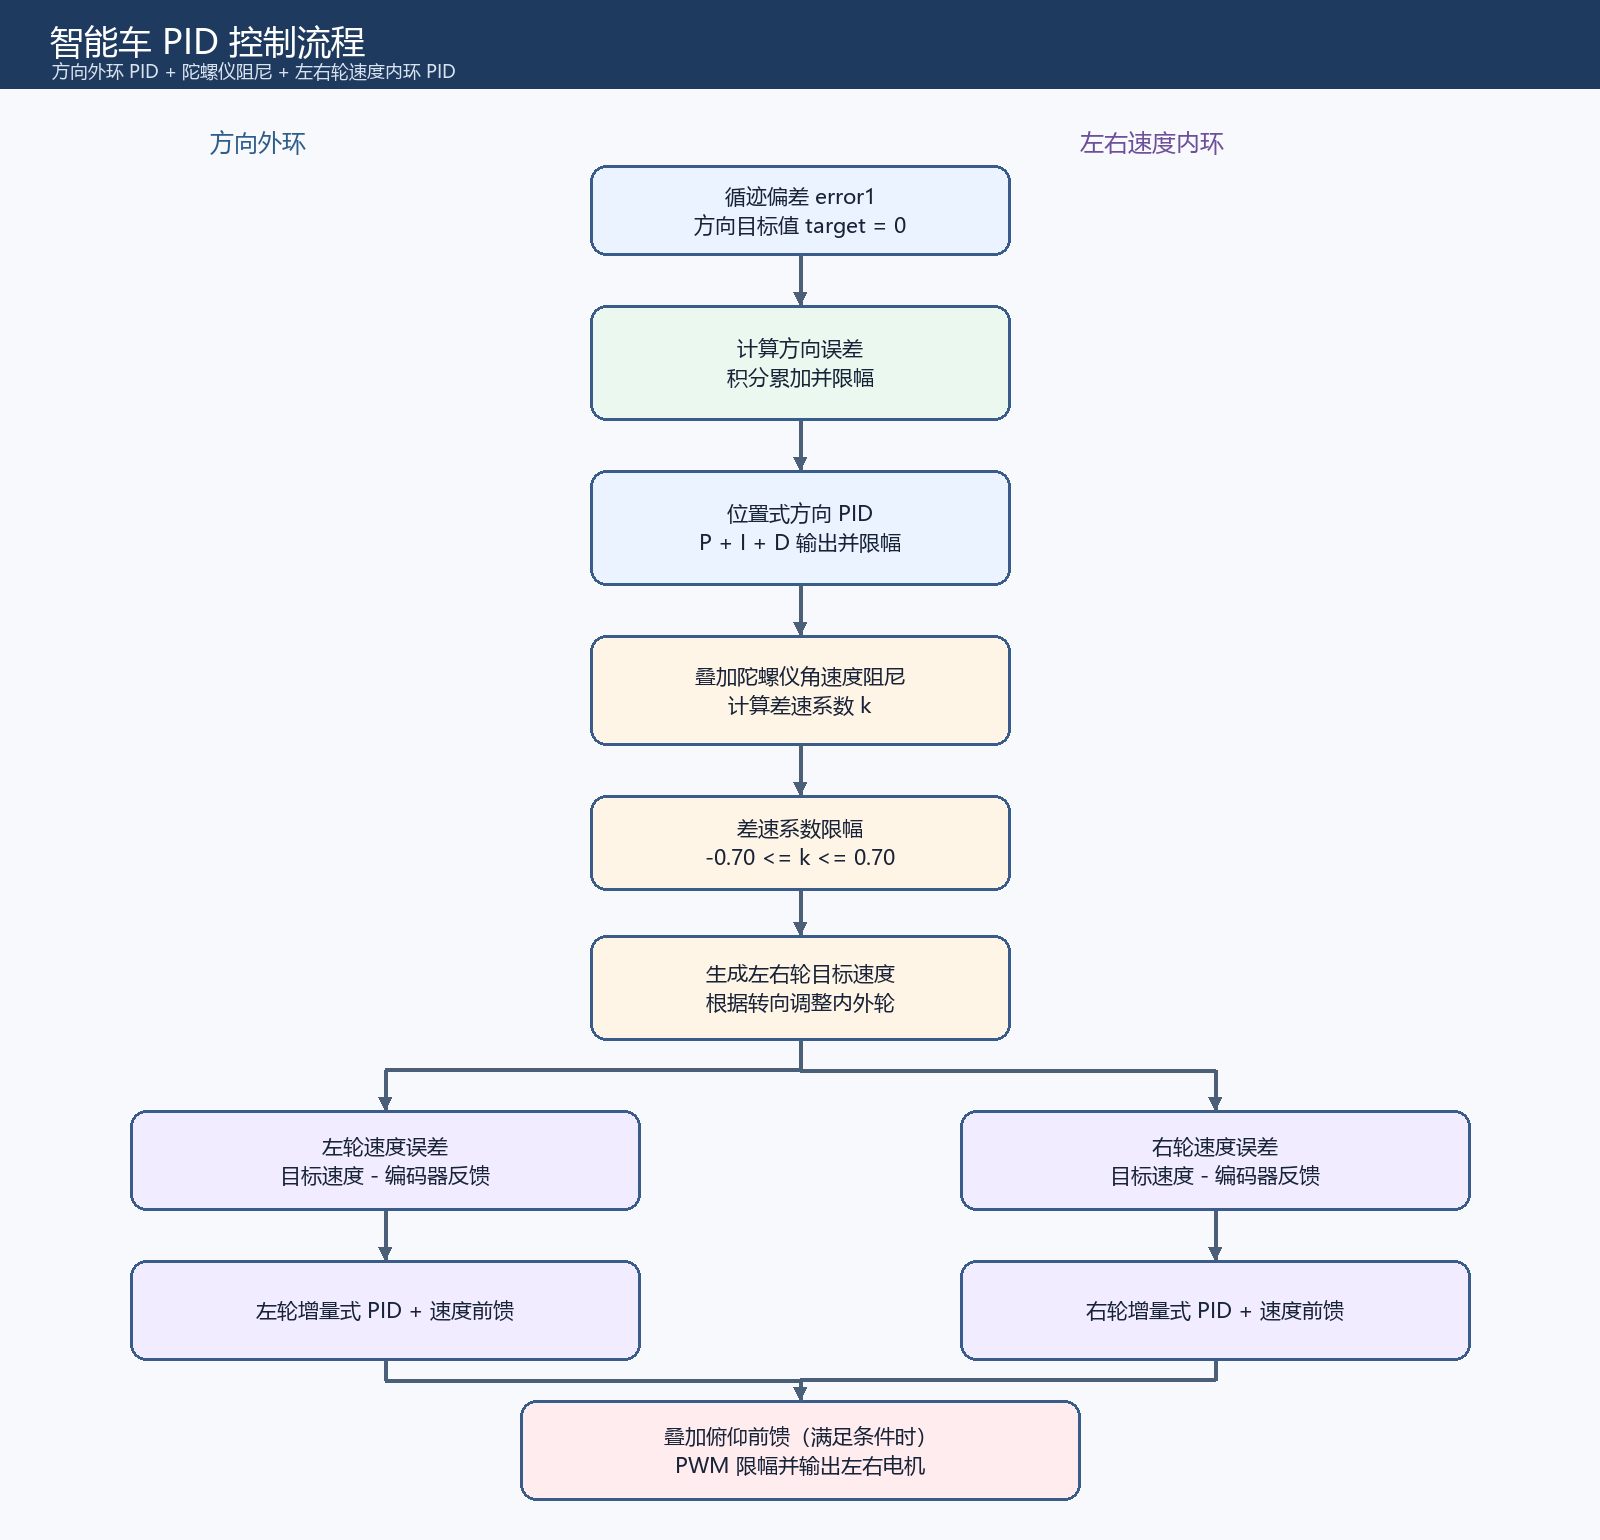 智能车 PID 控制流程
方向外环 PID + 陀螺仪阻尼 + 左右轮速度内环 PID
方向外环
左右速度内环
循迹偏差 error1
方向目标值 target = 0
计算方向误差
积分累加并限幅
位置式方向 PID
P + I + D 输出并限幅
叠加陀螺仪角速度阻尼
计算差速系数 k
差速系数限幅
-0.70 <= k <= 0.70
生成左右轮目标速度
根据转向调整内外轮
左轮速度误差
目标速度 - 编码器反馈
右轮速度误差
目标速度 - 编码器反馈
左轮增量式 PID + 速度前馈
右轮增量式 PID + 速度前馈
叠加俯仰前馈（满足条件时）
PWM 限幅并输出左右电机